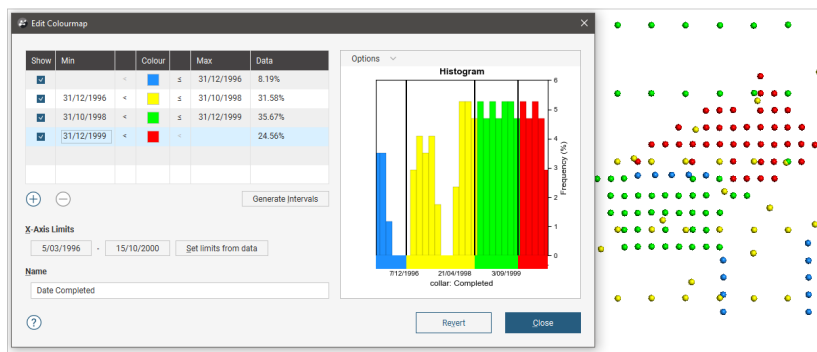 Edit Colourmap
Show Min Colour Max Data
< ≤ 31/12/1996 8.19%
31/12/1996 < ≤ 31/10/1998 31.58%
31/10/1998 < ≤ 31/12/1999 35.67%
31/12/1999 < < 24.56%
Generate Intervals
X-Axis Limits
5/03/1996 - 15/10/2000 Set limits from data
Name
Date Completed
?
Options
Histogram
6
5
4
3
2
1
0
Frequency (%)
7/12/1996 21/04/1998 3/09/1999
collar: Completed
Revert Close